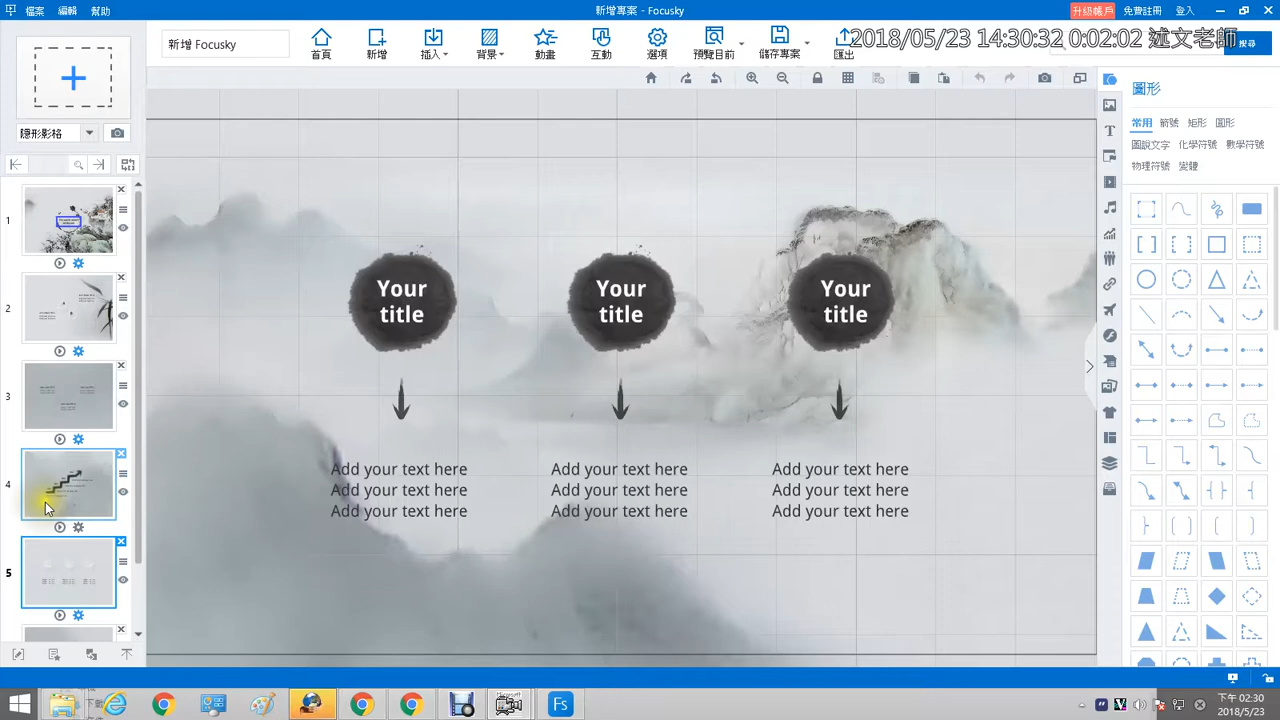 檔案 編輯 幫助
新增專案 - Focusky
升級帳戶 免費註冊 登入
新增 Focusky
首頁 新增 插入 背景 動畫 互動 選項 預覽目前 儲存專案 匯出
2018/05/23 14:30:32 0:02:02 述文老師
搜尋
隱形影格
圖形
常用 箭號 矩形 圖形
圖說文字 化學符號 數學符號
物理符號 變體
1
2
3
4
5
Your title
Your title
Your title
Add your text here
Add your text here
Add your text here
Add your text here
Add your text here
Add your text here
Add your text here
Add your text here
Add your text here
Fs
下午 02:30
2018/5/23